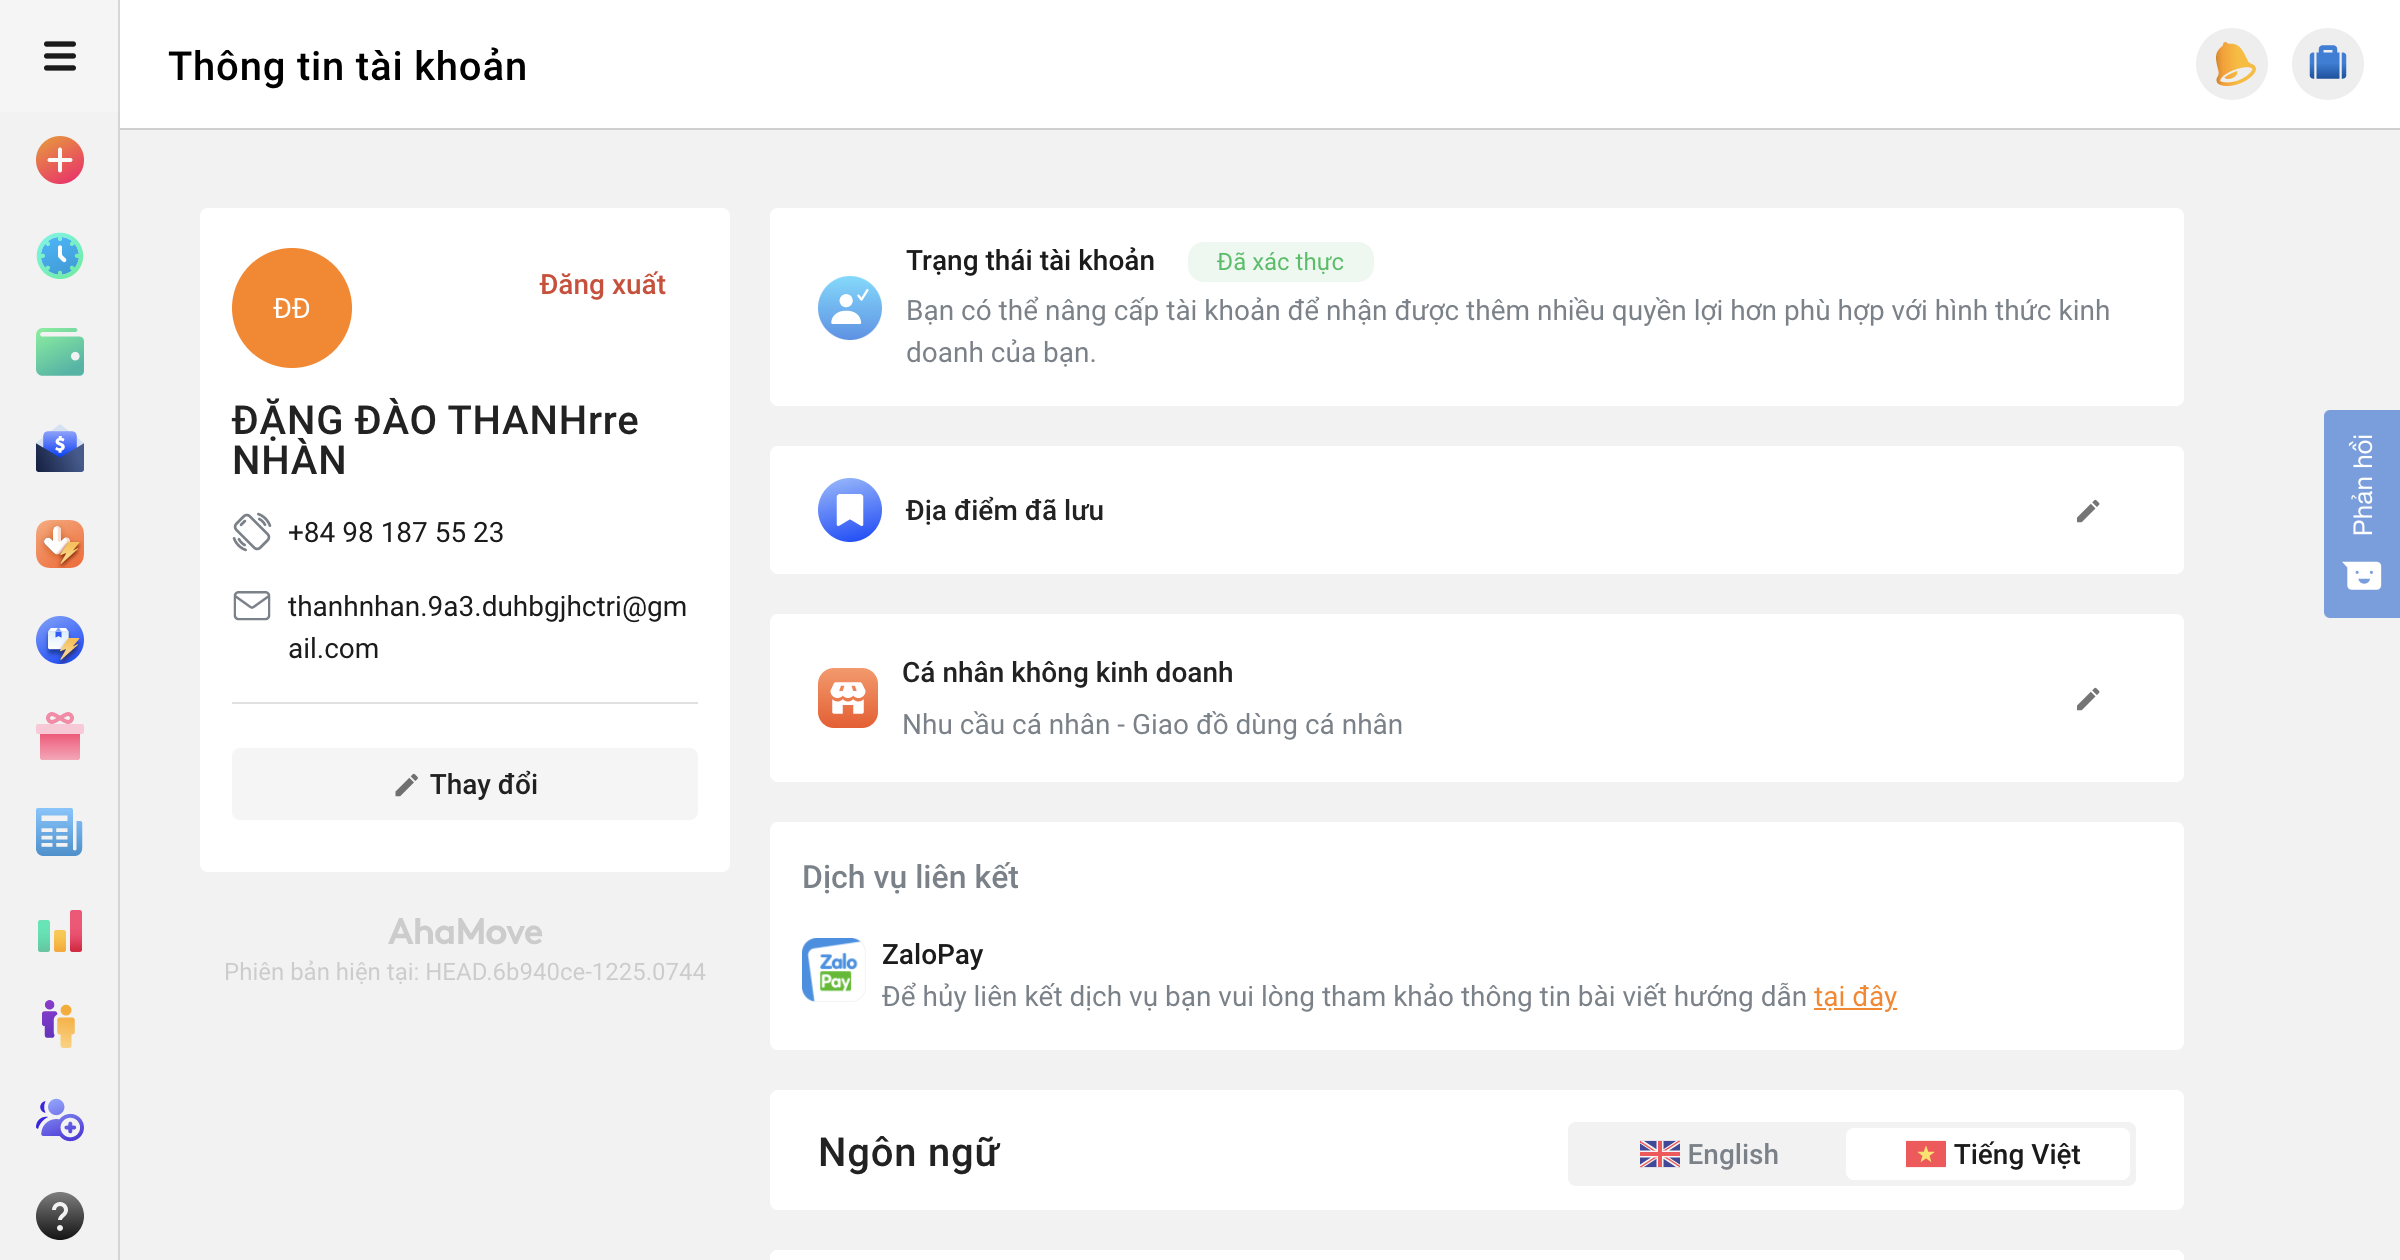 Thông tin tài khoản
ĐĐ
Đăng xuất
ĐẶNG ĐÀO THANHrre
NHÀN
+84 98 187 55 23
thanhnhan.9a3.duhbgjhctri@gm
ail.com
Thay đổi
AhaMove
Phiên bản hiện tại: HEAD.6b940ce-1225.0744
Trạng thái tài khoản
Đã xác thực
Bạn có thể nâng cấp tài khoản để nhận được thêm nhiều quyền lợi hơn phù hợp với hình thức kinh
doanh của bạn.
Địa điểm đã lưu
Cá nhân không kinh doanh
Nhu cầu cá nhân - Giao đồ dùng cá nhân
Dịch vụ liên kết
Zalo
Pay
ZaloPay
Để hủy liên kết dịch vụ bạn vui lòng tham khảo thông tin bài viết hướng dẫn tại đây
Ngôn ngữ
English
Tiếng Việt
Phản hồi